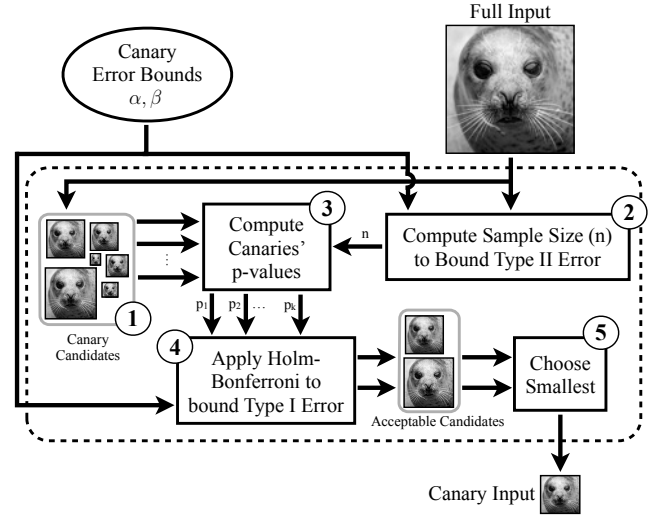 Full Input
Canary
Error Bounds
α, β
3
2
Compute
Canaries'
p-values
n
Compute Sample Size (n)
to Bound Type II Error
⋮
1
Canary
Candidates
p1 p2 ... pk
4
5
Apply Holm-
Bonferroni to
bound Type I Error
Choose
Smallest
Acceptable Candidates
Canary Input